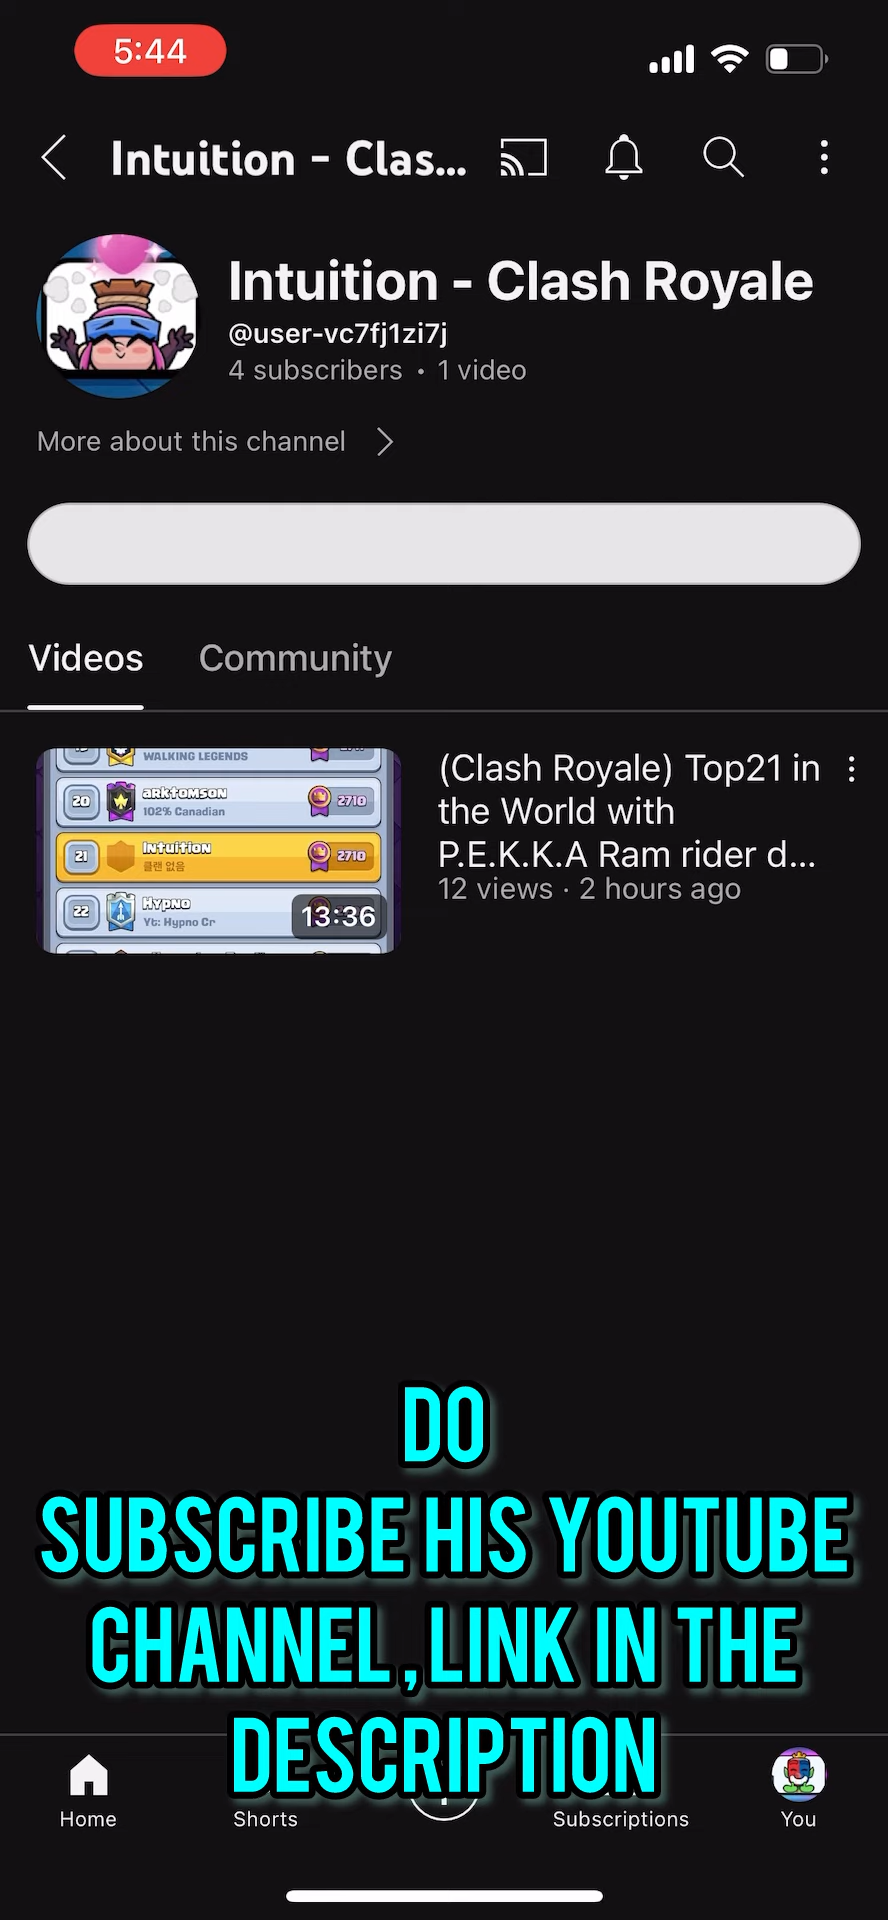 5:44
Intuition - Clas...
Intuition - Clash Royale
@user-vc7fj1zi7j
4 subscribers • 1 video
More about this channel
Videos
Community
WALKING LEGENDS
20
arkтomson
2710
102% Canadian
21
Intuition
2710
클랜 없음
22
Hypno
Yt: Hypno Cr
13:36
(Clash Royale) Top21 in
the World with
P.E.K.K.A Ram rider d...
12 views · 2 hours ago
DO
SUBSCRIBE HIS YOUTUBE
CHANNEL ,LINK IN THE
DESCRIPTION
Home
Shorts
Subscriptions
You